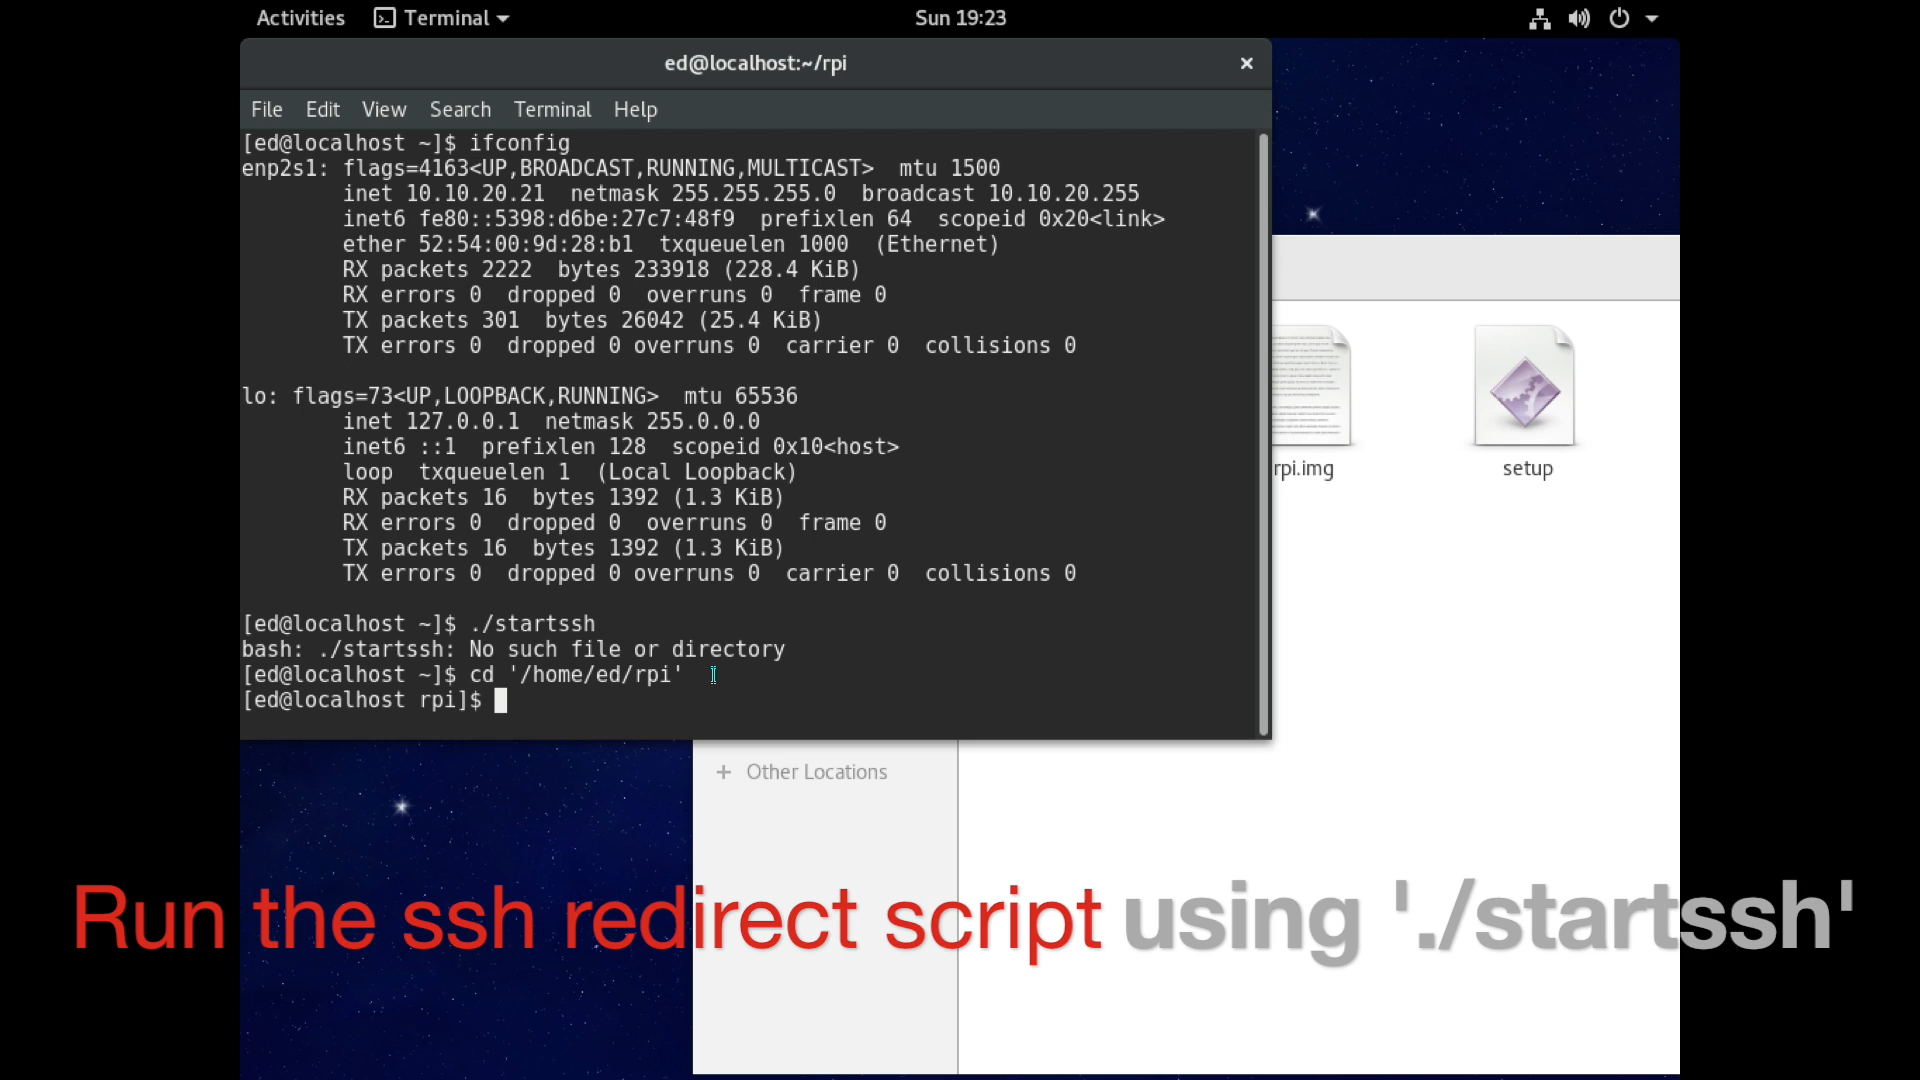 Activities Terminal Sun 19:23
ed@localhost:~/rpi ×
File Edit View Search Terminal Help
[ed@localhost ~]$ ifconfig
enp2s1: flags=4163<UP,BROADCAST,RUNNING,MULTICAST>  mtu 1500
        inet 10.10.20.21  netmask 255.255.255.0  broadcast 10.10.20.255
        inet6 fe80::5398:d6be:27c7:48f9  prefixlen 64  scopeid 0x20<link>
        ether 52:54:00:9d:28:b1  txqueuelen 1000  (Ethernet)
        RX packets 2222  bytes 233918 (228.4 KiB)
        RX errors 0  dropped 0  overruns 0  frame 0
        TX packets 301  bytes 26042 (25.4 KiB)
        TX errors 0  dropped 0 overruns 0  carrier 0  collisions 0
lo: flags=73<UP,LOOPBACK,RUNNING>  mtu 65536
        inet 127.0.0.1  netmask 255.0.0.0
        inet6 ::1  prefixlen 128  scopeid 0x10<host>
        loop  txqueuelen 1  (Local Loopback)
        RX packets 16  bytes 1392 (1.3 KiB)
        RX errors 0  dropped 0  overruns 0  frame 0
        TX packets 16  bytes 1392 (1.3 KiB)
        TX errors 0  dropped 0 overruns 0  carrier 0  collisions 0
[ed@localhost ~]$ ./startssh
bash: ./startssh: No such file or directory
[ed@localhost ~]$ cd '/home/ed/rpi'
[ed@localhost rpi]$
rpi.img
setup
+ Other Locations
Run the ssh redirect script using './startssh'